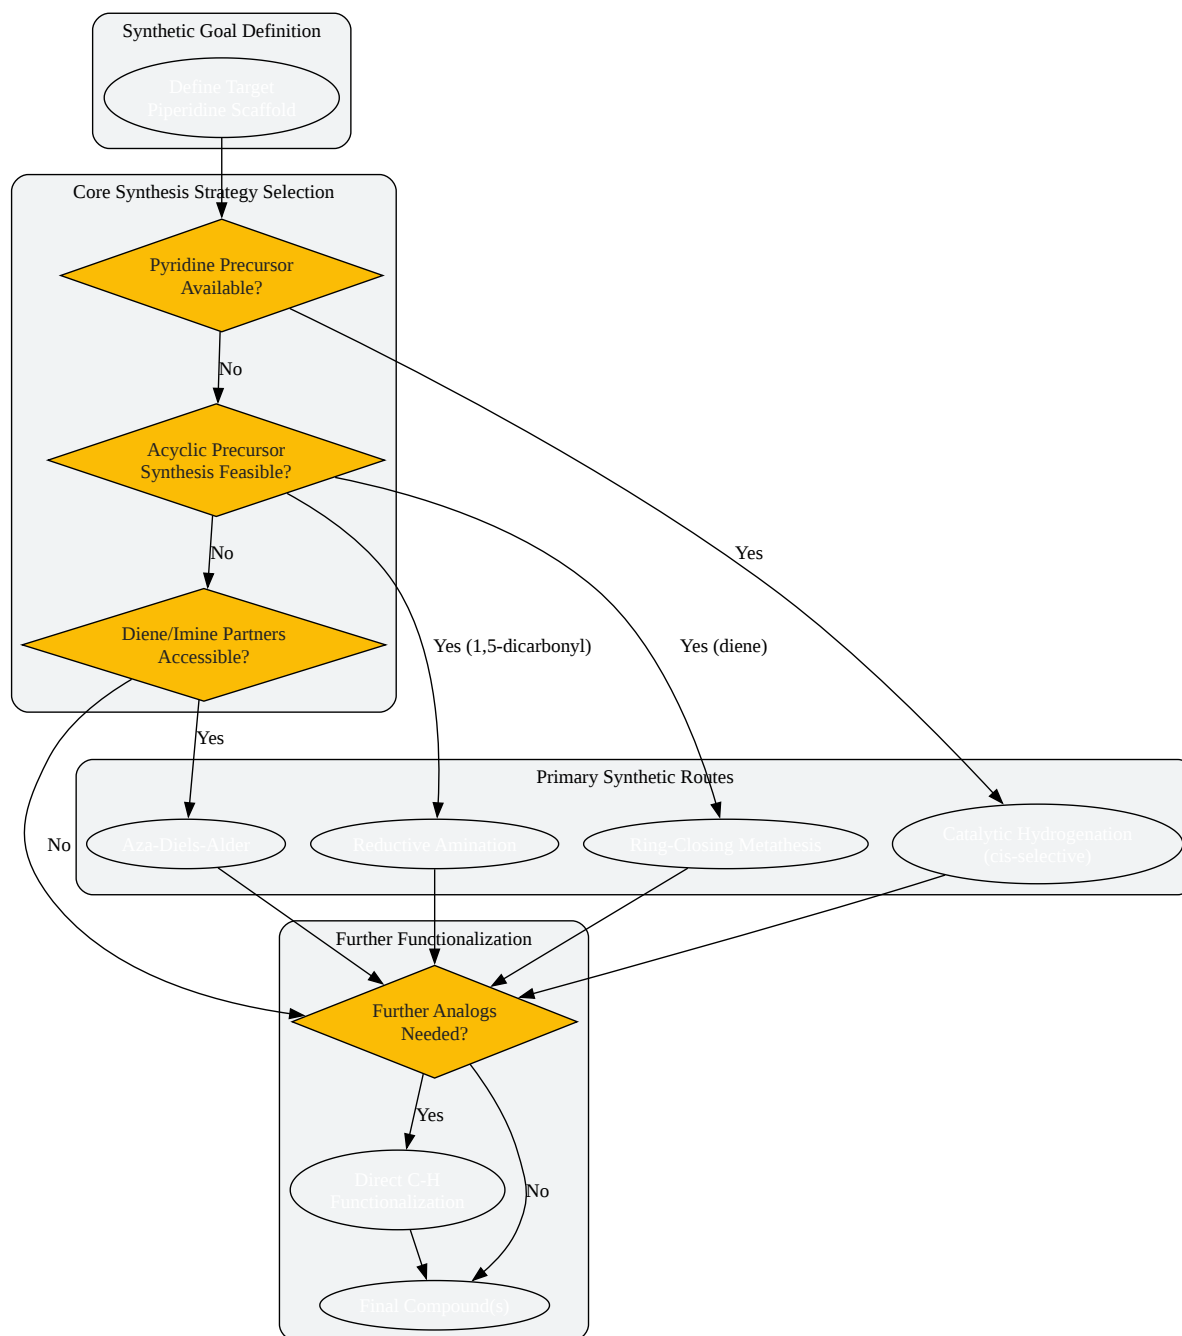 Synthetic Goal Definition
Define Target
Piperidine Scaffold
Core Synthesis Strategy Selection
Pyridine Precursor
Available?
No
Acyclic Precursor
Synthesis Feasible?
No
Yes
Diene/Imine Partners
Accessible?
Yes (1,5-dicarbonyl)
Yes (diene)
Yes
Primary Synthetic Routes
No
Aza-Diels-Alder
Reductive Amination
Ring-Closing Metathesis
Catalytic Hydrogenation
(cis-selective)
Further Functionalization
Further Analogs
Needed?
Yes
Direct C-H
Functionalization
No
Final Compound(s)